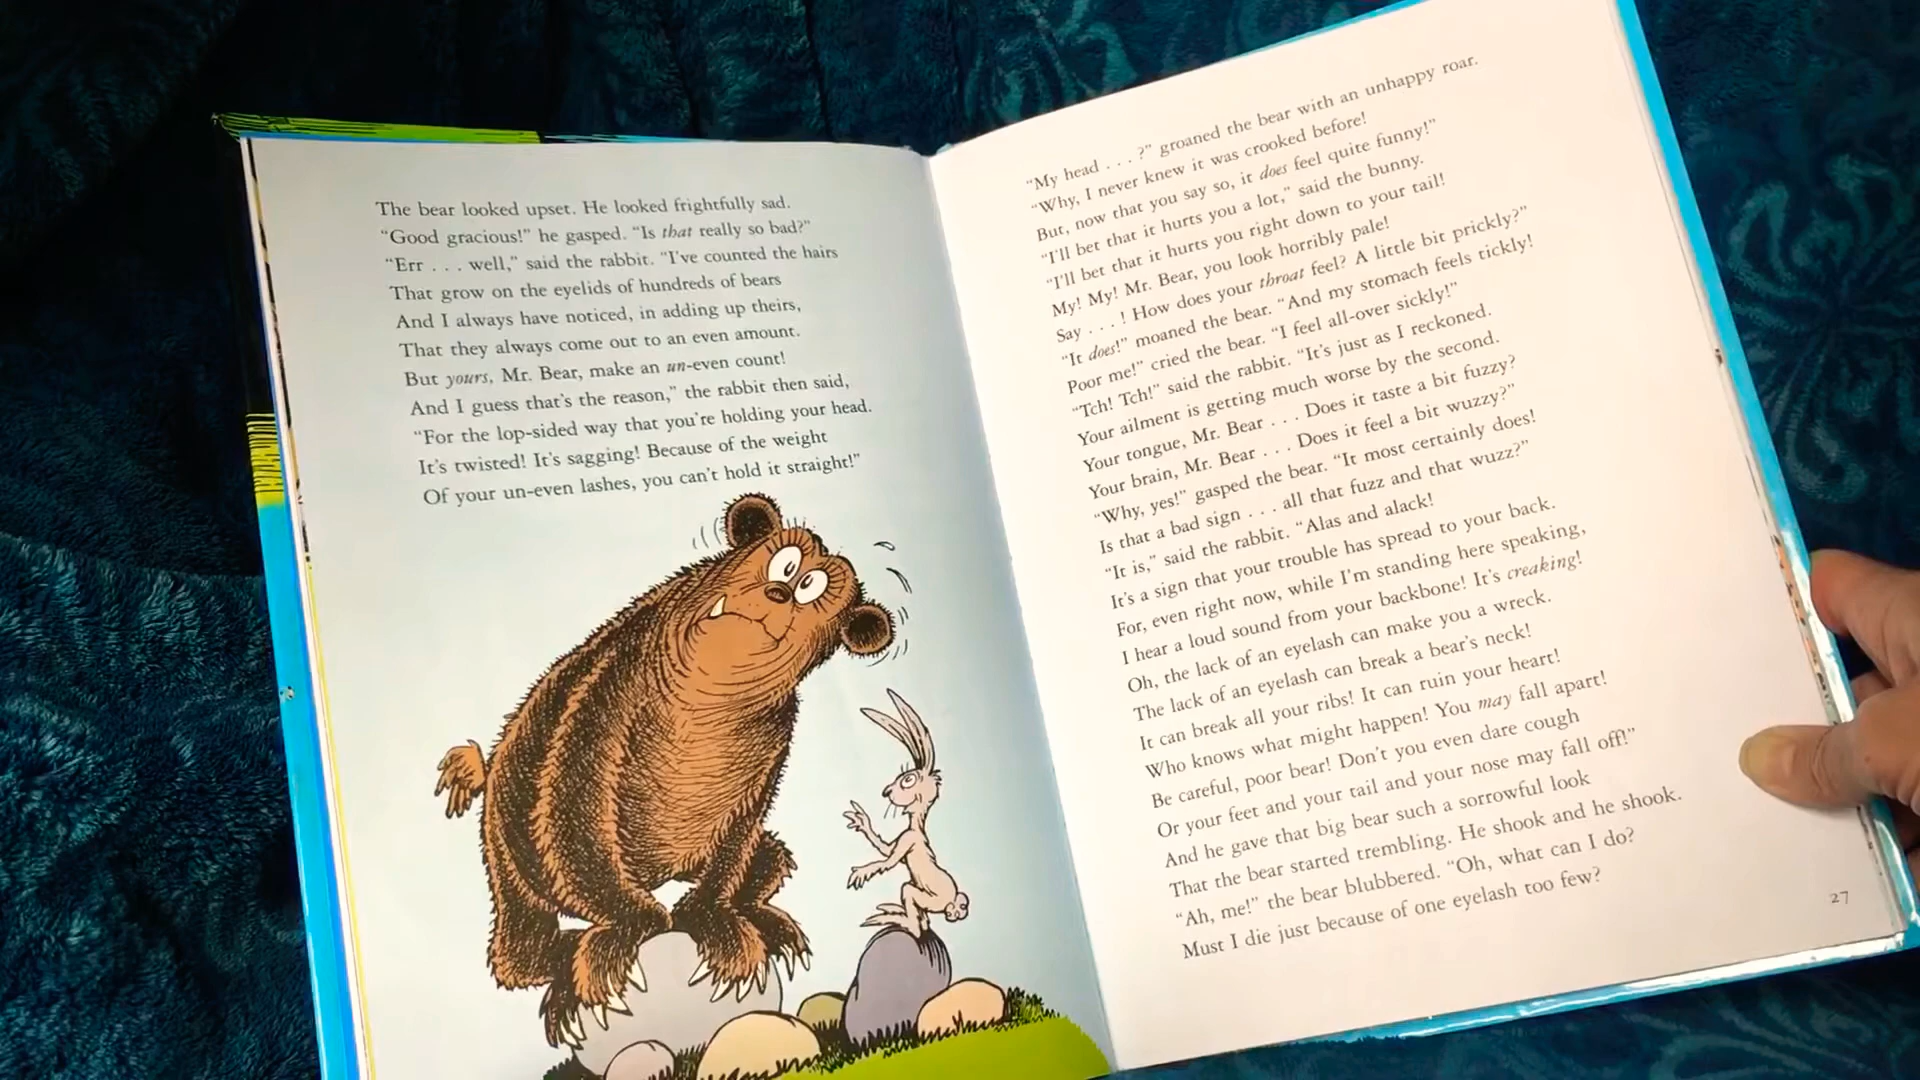 The bear looked upset. He looked frightfully sad.
“Good gracious!” he gasped. “Is that really so bad?”
“Err . . . well,” said the rabbit. “I’ve counted the hairs
That grow on the eyelids of hundreds of bears
And I always have noticed, in adding up theirs,
That they always come out to an even amount.
But yours, Mr. Bear, make an un-even count!
And I guess that’s the reason,” the rabbit then said,
“For the lop-sided way that you’re holding your head.
It’s twisted! It’s sagging! Because of the weight
Of your un-even lashes, you can’t hold it straight!”
“My head . . . ?” groaned the bear with an unhappy roar.
“Why, I never knew it was crooked before!
But, now that you say so, it does feel quite funny!”
“I’ll bet that it hurts you a lot,” said the bunny.
“I’ll bet that it hurts you right down to your tail!
My! My! Mr. Bear, you look horribly pale!
Say . . . ! How does your throat feel? A little bit prickly?”
“It does!” moaned the bear. “And my stomach feels tickly!
Poor me!” cried the bear. “I feel all-over sickly!”
“Tch! Tch!” said the rabbit. “It’s just as I reckoned.
Your ailment is getting much worse by the second.
Your tongue, Mr. Bear . . . Does it taste a bit fuzzy?
Your brain, Mr. Bear . . . Does it feel a bit wuzzy?”
“Why, yes!” gasped the bear. “It most certainly does!
Is that a bad sign . . . all that fuzz and that wuzz?”
“It is,” said the rabbit. “Alas and alack!
It’s a sign that your trouble has spread to your back.
For, even right now, while I’m standing here speaking,
I hear a loud sound from your backbone! It’s creaking!
Oh, the lack of an eyelash can make you a wreck.
The lack of an eyelash can break a bear’s neck!
It can break all your ribs! It can ruin your heart!
Who knows what might happen! You may fall apart!
Be careful, poor bear! Don’t you even dare cough
Or your feet and your tail and your nose may fall off!”
And he gave that big bear such a sorrowful look
That the bear started trembling. He shook and he shook.
“Ah, me!” the bear blubbered. “Oh, what can I do?
Must I die just because of one eyelash too few?
27